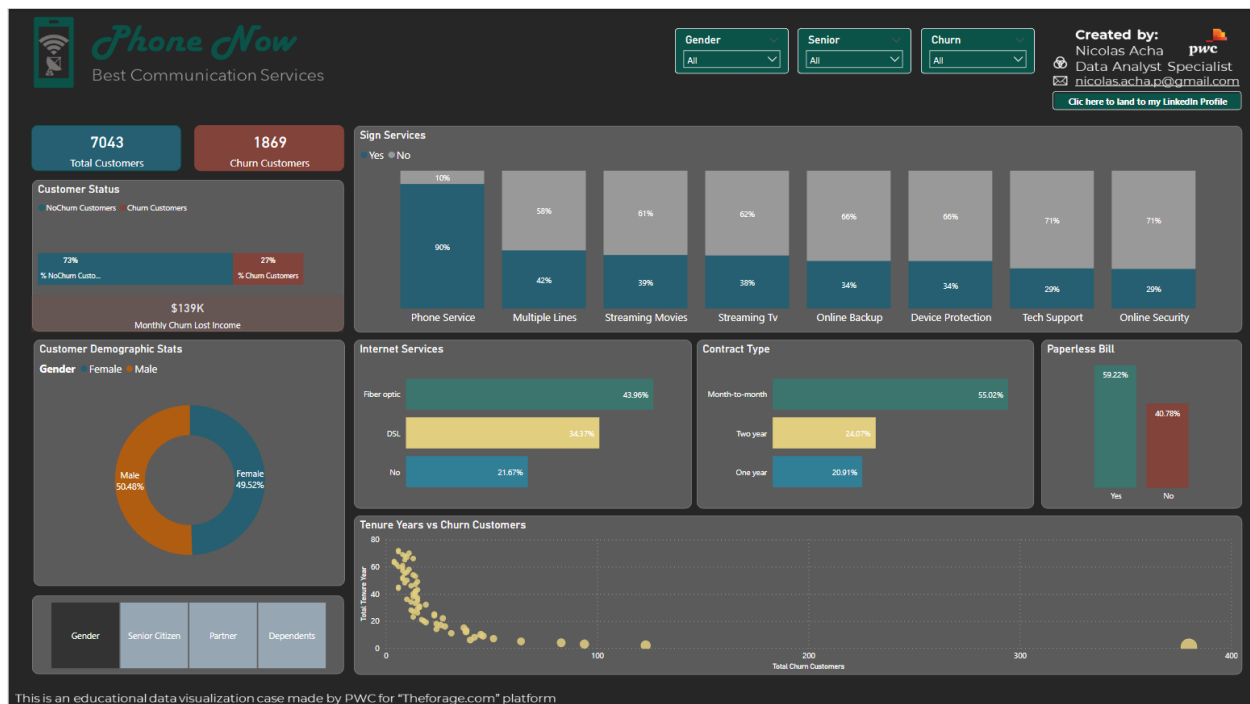 Phone Now
Best Communication Services
Gender
All
Senior
All
Churn
All
Created by:
Nicolas Acha
pwc
Data Analyst Specialist
nicolas.acha.p@gmail.com
Clic here to land to my LinkedIn Profile
7043
Total Customers
1869
Churn Customers
Customer Status
NoChurn Customers Churn Customers
73%
% NoChurn Custo...
27%
% Churn Customers
$139K
Monthly Churn Lost Income
Sign Services
Yes No
10% 58% 61% 62% 66% 66% 71% 71%
90% 42% 39% 38% 34% 34% 29% 29%
Phone Service Multiple Lines Streaming Movies Streaming Tv Online Backup Device Protection Tech Support Online Security
Customer Demographic Stats
Gender Female Male
Male
50.48%
Female
49.52%
Gender Senior Citizen Partner Dependents
Internet Services
Fiber optic 43.96%
DSL 34.37%
No 21.67%
Contract Type
Month-to-month 55.02%
Two year 24.07%
One year 20.91%
Paperless Bill
59.22%
40.78%
Yes No
Tenure Years vs Churn Customers
Total Tenure Year
80
60
40
20
0
0 100 200 300 400
Total Churn Customers
This is an educational data visualization case made by PWC for "Theforage.com" platform